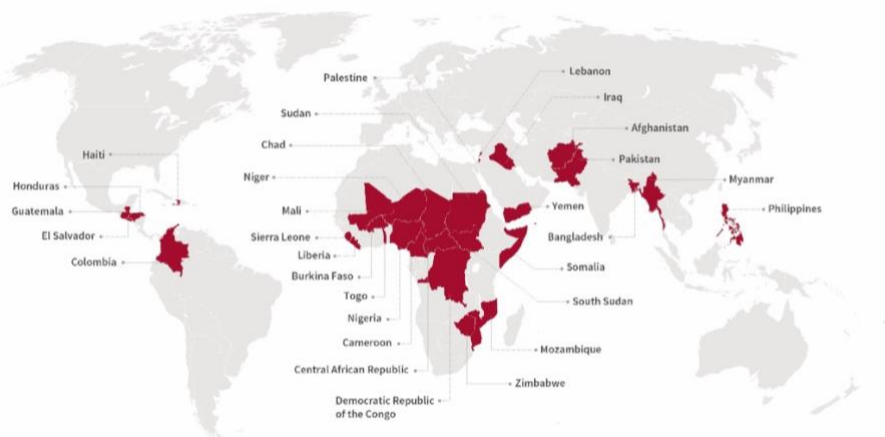 Palestine
Lebanon
Iraq
Sudan
Afghanistan
Chad
Haiti
Pakistan
Niger
Myanmar
Honduras
Guatemala
Mali
Yemen
Philippines
El Salvador
Sierra Leone
Bangladesh
Liberia
Colombia
Somalia
Burkina Faso
Togo
South Sudan
Nigeria
Cameroon
Mozambique
Central African Republic
Zimbabwe
Democratic Republic
of the Congo